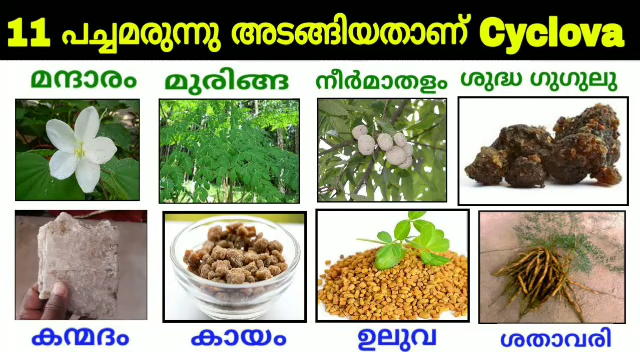 11 പച്ചമരുന്നു അടങ്ങിയതാണ് Cyclova
മന്ദാരം മുരിങ്ങ നീർമാതളം ശുദ്ധ ഗുഗുലു
കന്മദം കായം ഉലുവ ശതാവരി